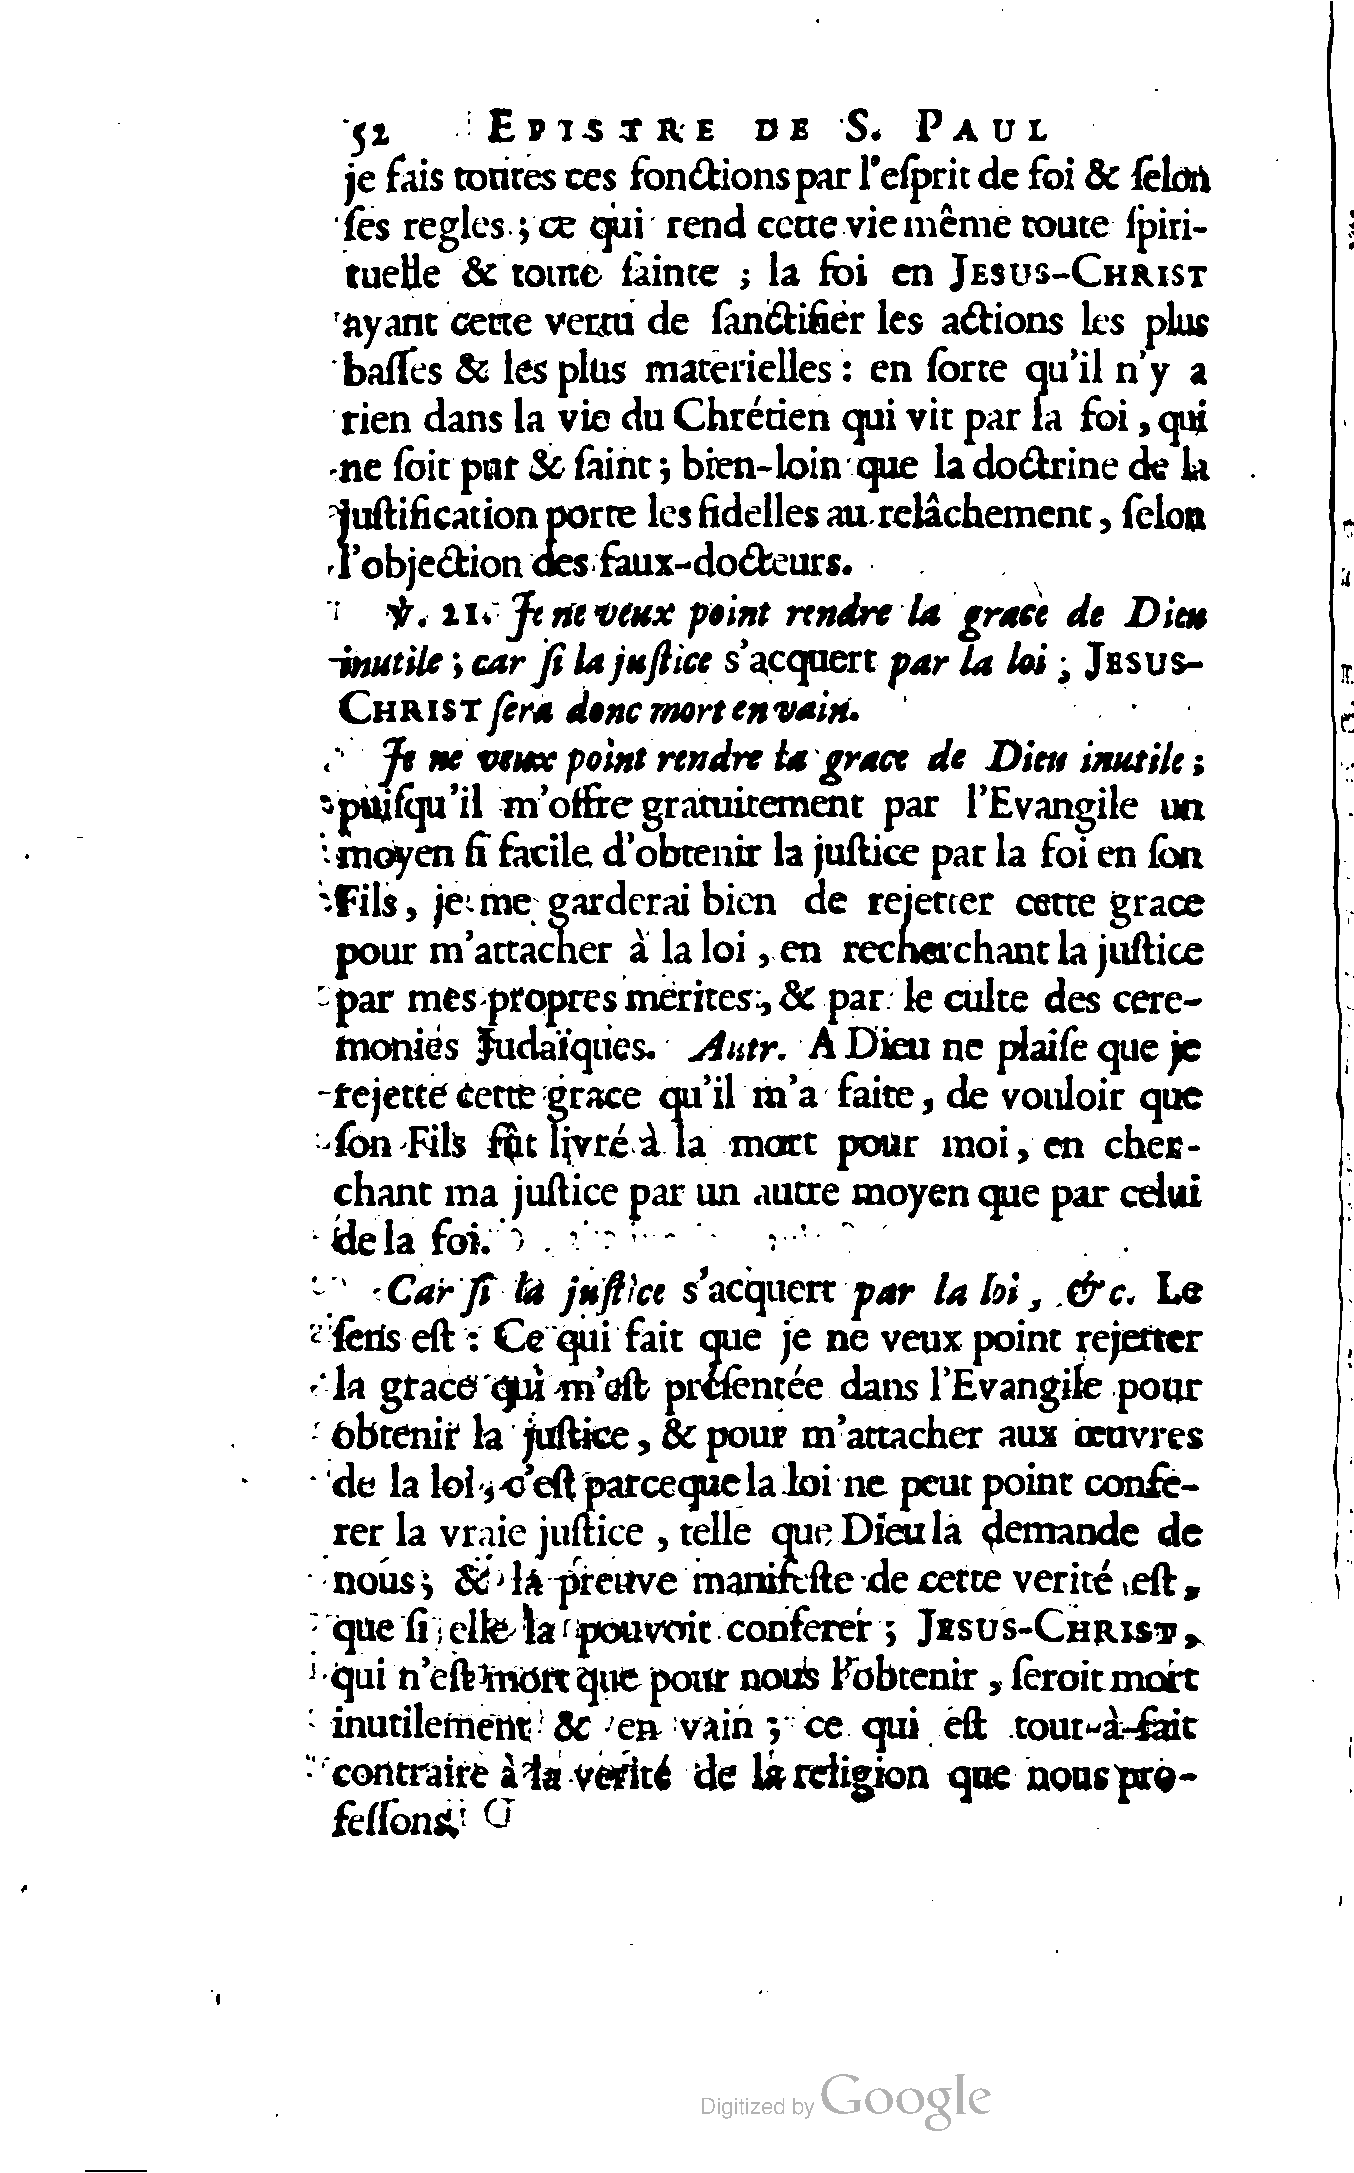 52 EPISTRE DE S. PAUL
je fais toutes ces fonctions par l'eſprit de foi & ſelon
ſes regles ; ce qui rend cette vie même toute ſpiri-
tuelle & toute ſainte ; la foi en JESUS-CHRIST
ayant cette vertu de ſanctifier les actions les plus
baſſes & les plus materielles : en ſorte qu'il n'y a
rien dans la vie du Chrétien qui vit par la foi , qui
ne ſoit pur & ſaint ; bien-loin que la doctrine de la
juſtification porte les fidelles au relâchement , ſelon
l'objection des faux-docteurs.
℣. 21. Je ne veux point rendre la grace de Dieu
inutile ; car ſi la juſtice s'acquert par la loi ; JESUS-
CHRIST ſera donc mort en vain.
Je ne veux point rendre la grace de Dieu inutile ;
puiſqu'il m'offre gratuitement par l'Evangile un
moyen ſi facile d'obtenir la juſtice par la foi en ſon
Fils , je me garderai bien de rejetter cette grace
pour m'attacher à la loi , en recherchant la juſtice
par mes propres merites , & par le culte des cere-
monies Judaïques. Autr. A Dieu ne plaiſe que je
rejette cette grace qu'il m'a faite , de vouloir que
ſon Fils fût livré à la mort pour moi , en cher-
chant ma juſtice par un autre moyen que par celui
de la foi.
Car ſi la juſtice s'acquert par la loi , &c. Le
ſens eſt : Ce qui fait que je ne veux point rejetter
la grace qui m'eſt préſentée dans l'Evangile pour
obtenir la juſtice , & pour m'attacher aux œuvres
de la loi , c'eſt parceque la loi ne peut point confe-
rer la vraie juſtice , telle que Dieu la demande de
nous ; & la preuve manifeſte de cette verité eſt ,
que ſi elle la pouvoit conferer ; JESUS-CHRIST ,
qui n'eſt mort que pour nous l'obtenir , ſeroit mort
inutilement & en vain ; ce qui eſt tout-à-fait
contraire à la verité de la religion que nous pro-
feſſons.
Digitized by Google